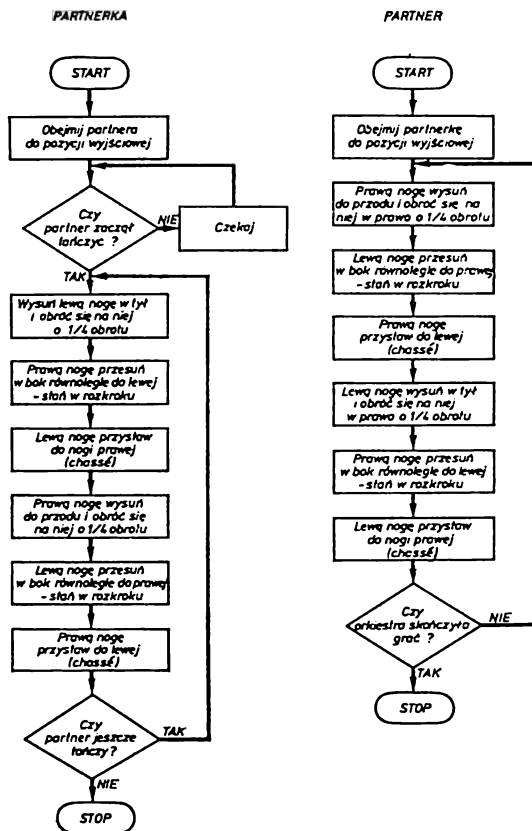 PARTNERKA
START
Obejmij partnera
do pozycji wyjściowej
Czy
partner zaczął
tańczyć ?
NIE
Czekaj
TAK
Wysuń lewą nogę w tył
i obróć się na niej
o 1/4 obrotu
Prawą nogę przesuń
w bok równolegle do lewej
- stań w rozkroku
Lewą nogę przystaw
do nogi prawej
(chassé)
Prawą nogę wysuń
do przodu i obróć się
na niej o 1/4 obrotu
Lewą nogę przesuń
w bok równolegle do prawej
- stań w rozkroku
Prawą nogę
przystaw do lewej
(chassé)
Czy
partner jeszcze
tańczy?
TAK
NIE
STOP
PARTNER
START
Obejmij partnerkę
do pozycji wyjściowej
Prawą nogę wysuń
do przodu i obróć się na
niej w prawo o 1/4 obrotu
Lewą nogę przesuń
w bok równolegle do prawej
- stań w rozkroku
Prawą nogę
przystaw do lewej
(chassé)
Lewą nogę wysuń w tył
i obróć się na niej
w prawo o 1/4 obrotu
Prawą nogę przesuń
w bok równolegle do lewej
- stań w rozkroku
Lewą nogę przystaw
do nogi prawej
(chassé)
Czy
orkiestra skończyła
grać ?
NIE
TAK
STOP